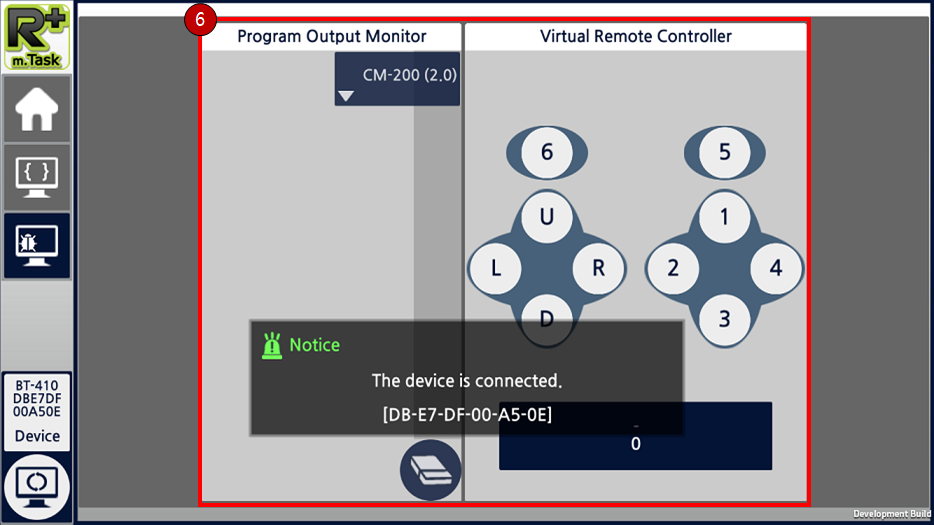 R+
m.Task
6
Program Output Monitor
Virtual Remote Controller
CM-200 (2.0)
{ }
6
5
U
1
L
R
2
4
D
3
Notice
The device is connected.
[DB-E7-DF-00-A5-0E]
BT-410
DBE7DF
00A50E
Device
-
0
Development Build